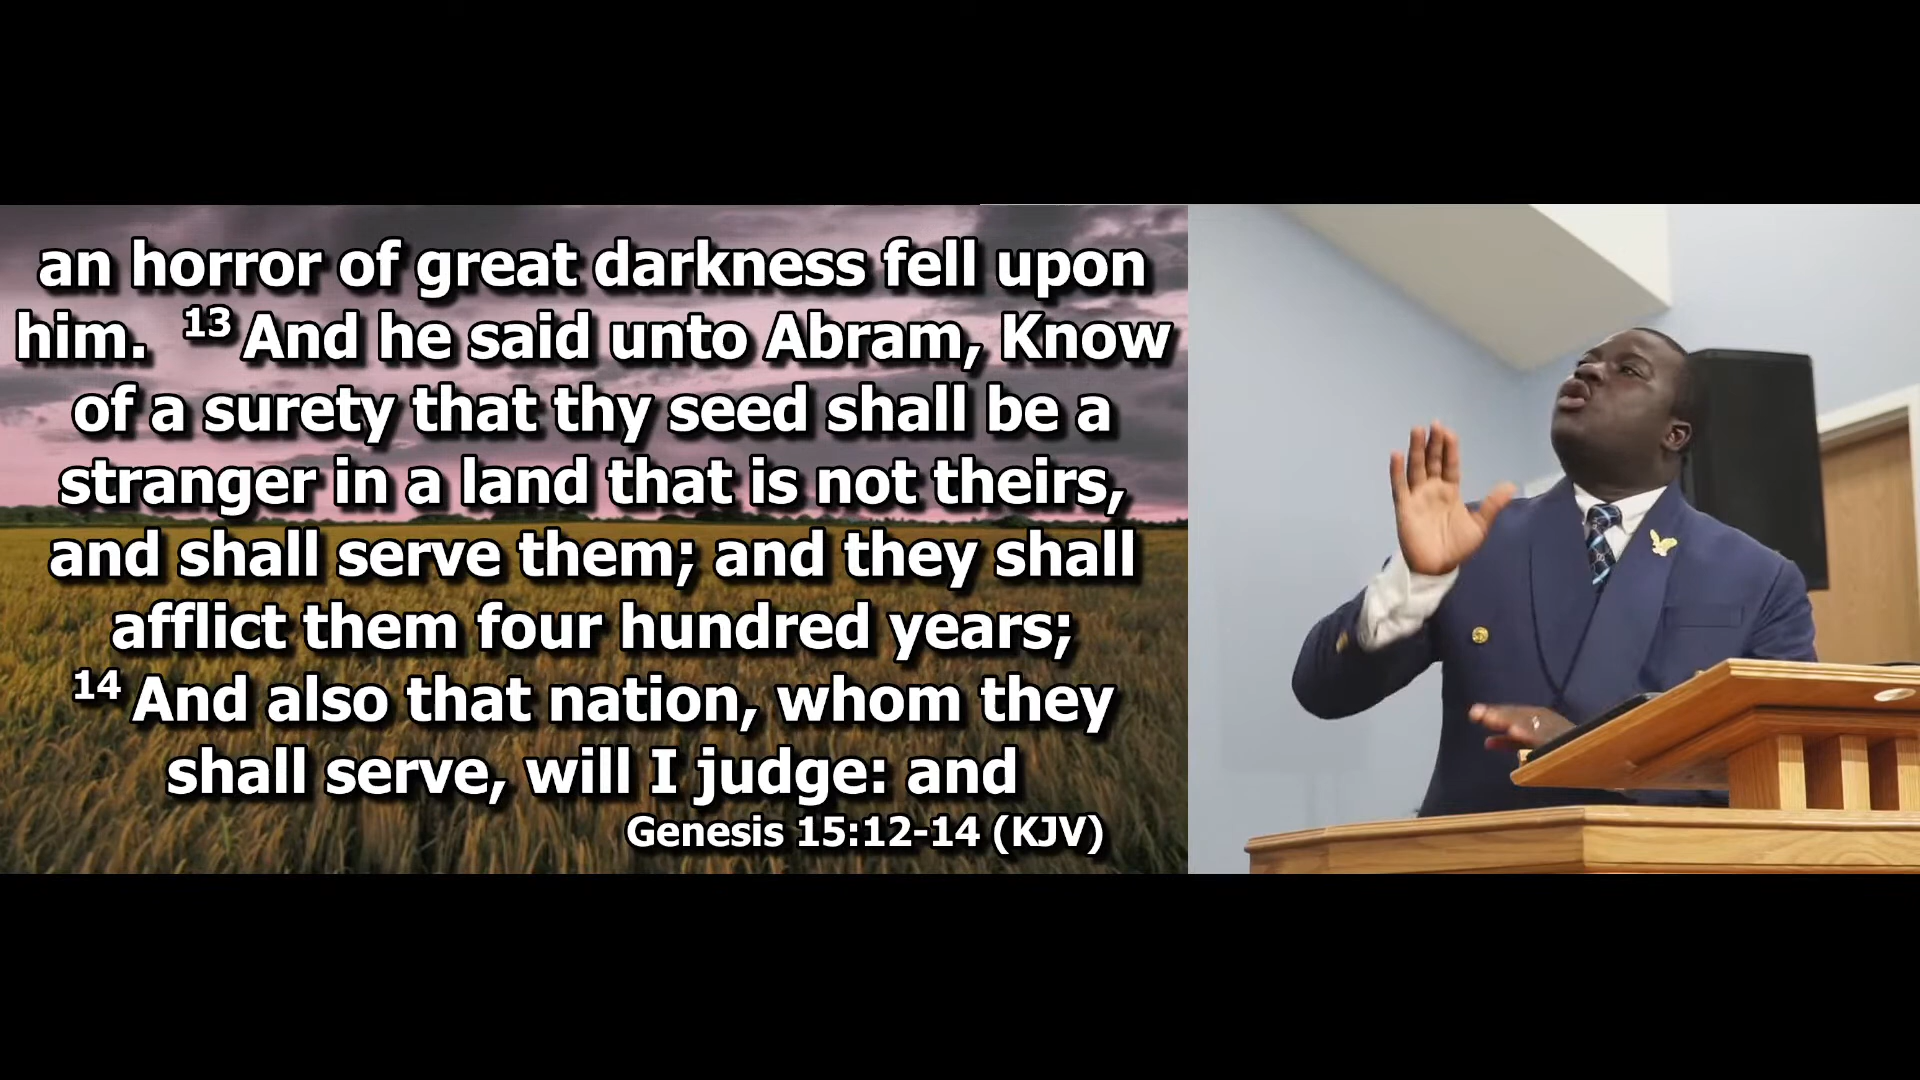 an horror of great darkness fell upon
him. 13 And he said unto Abram, Know
of a surety that thy seed shall be a
stranger in a land that is not theirs,
and shall serve them; and they shall
afflict them four hundred years;
14 And also that nation, whom they
shall serve, will I judge: and
Genesis 15:12-14 (KJV)